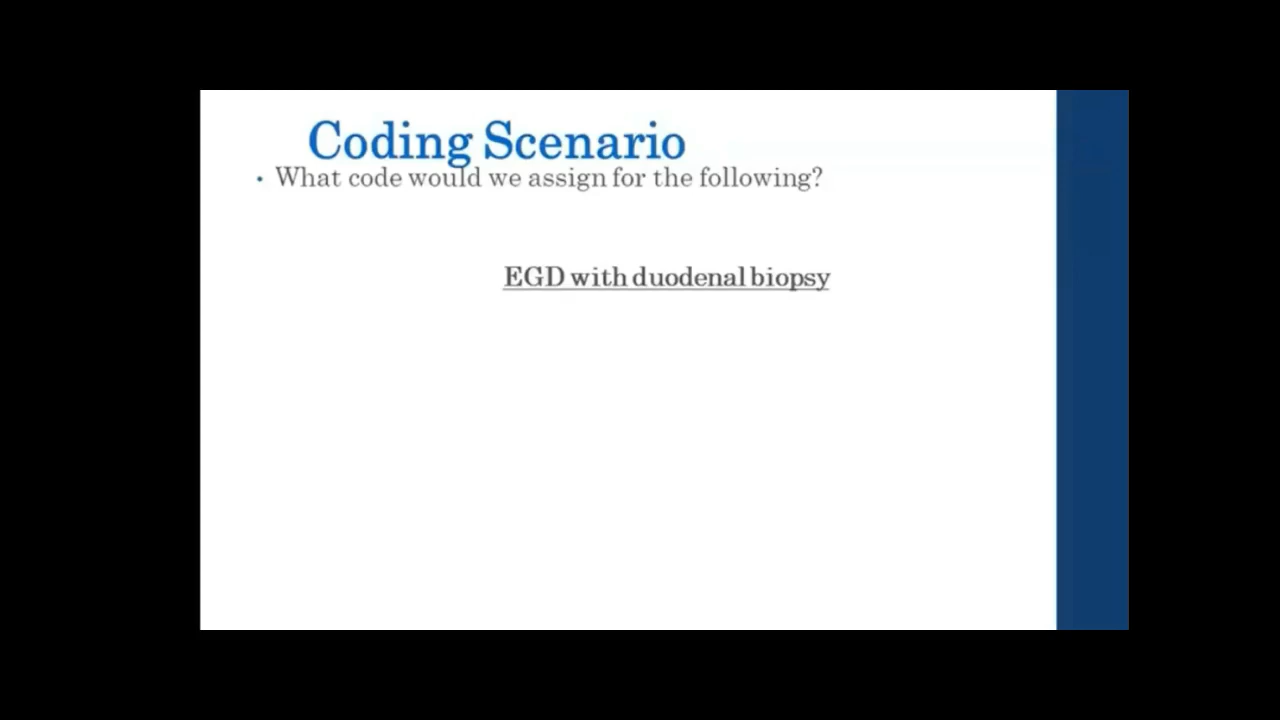 Coding Scenario
• What code would we assign for the following?
EGD with duodenal biopsy